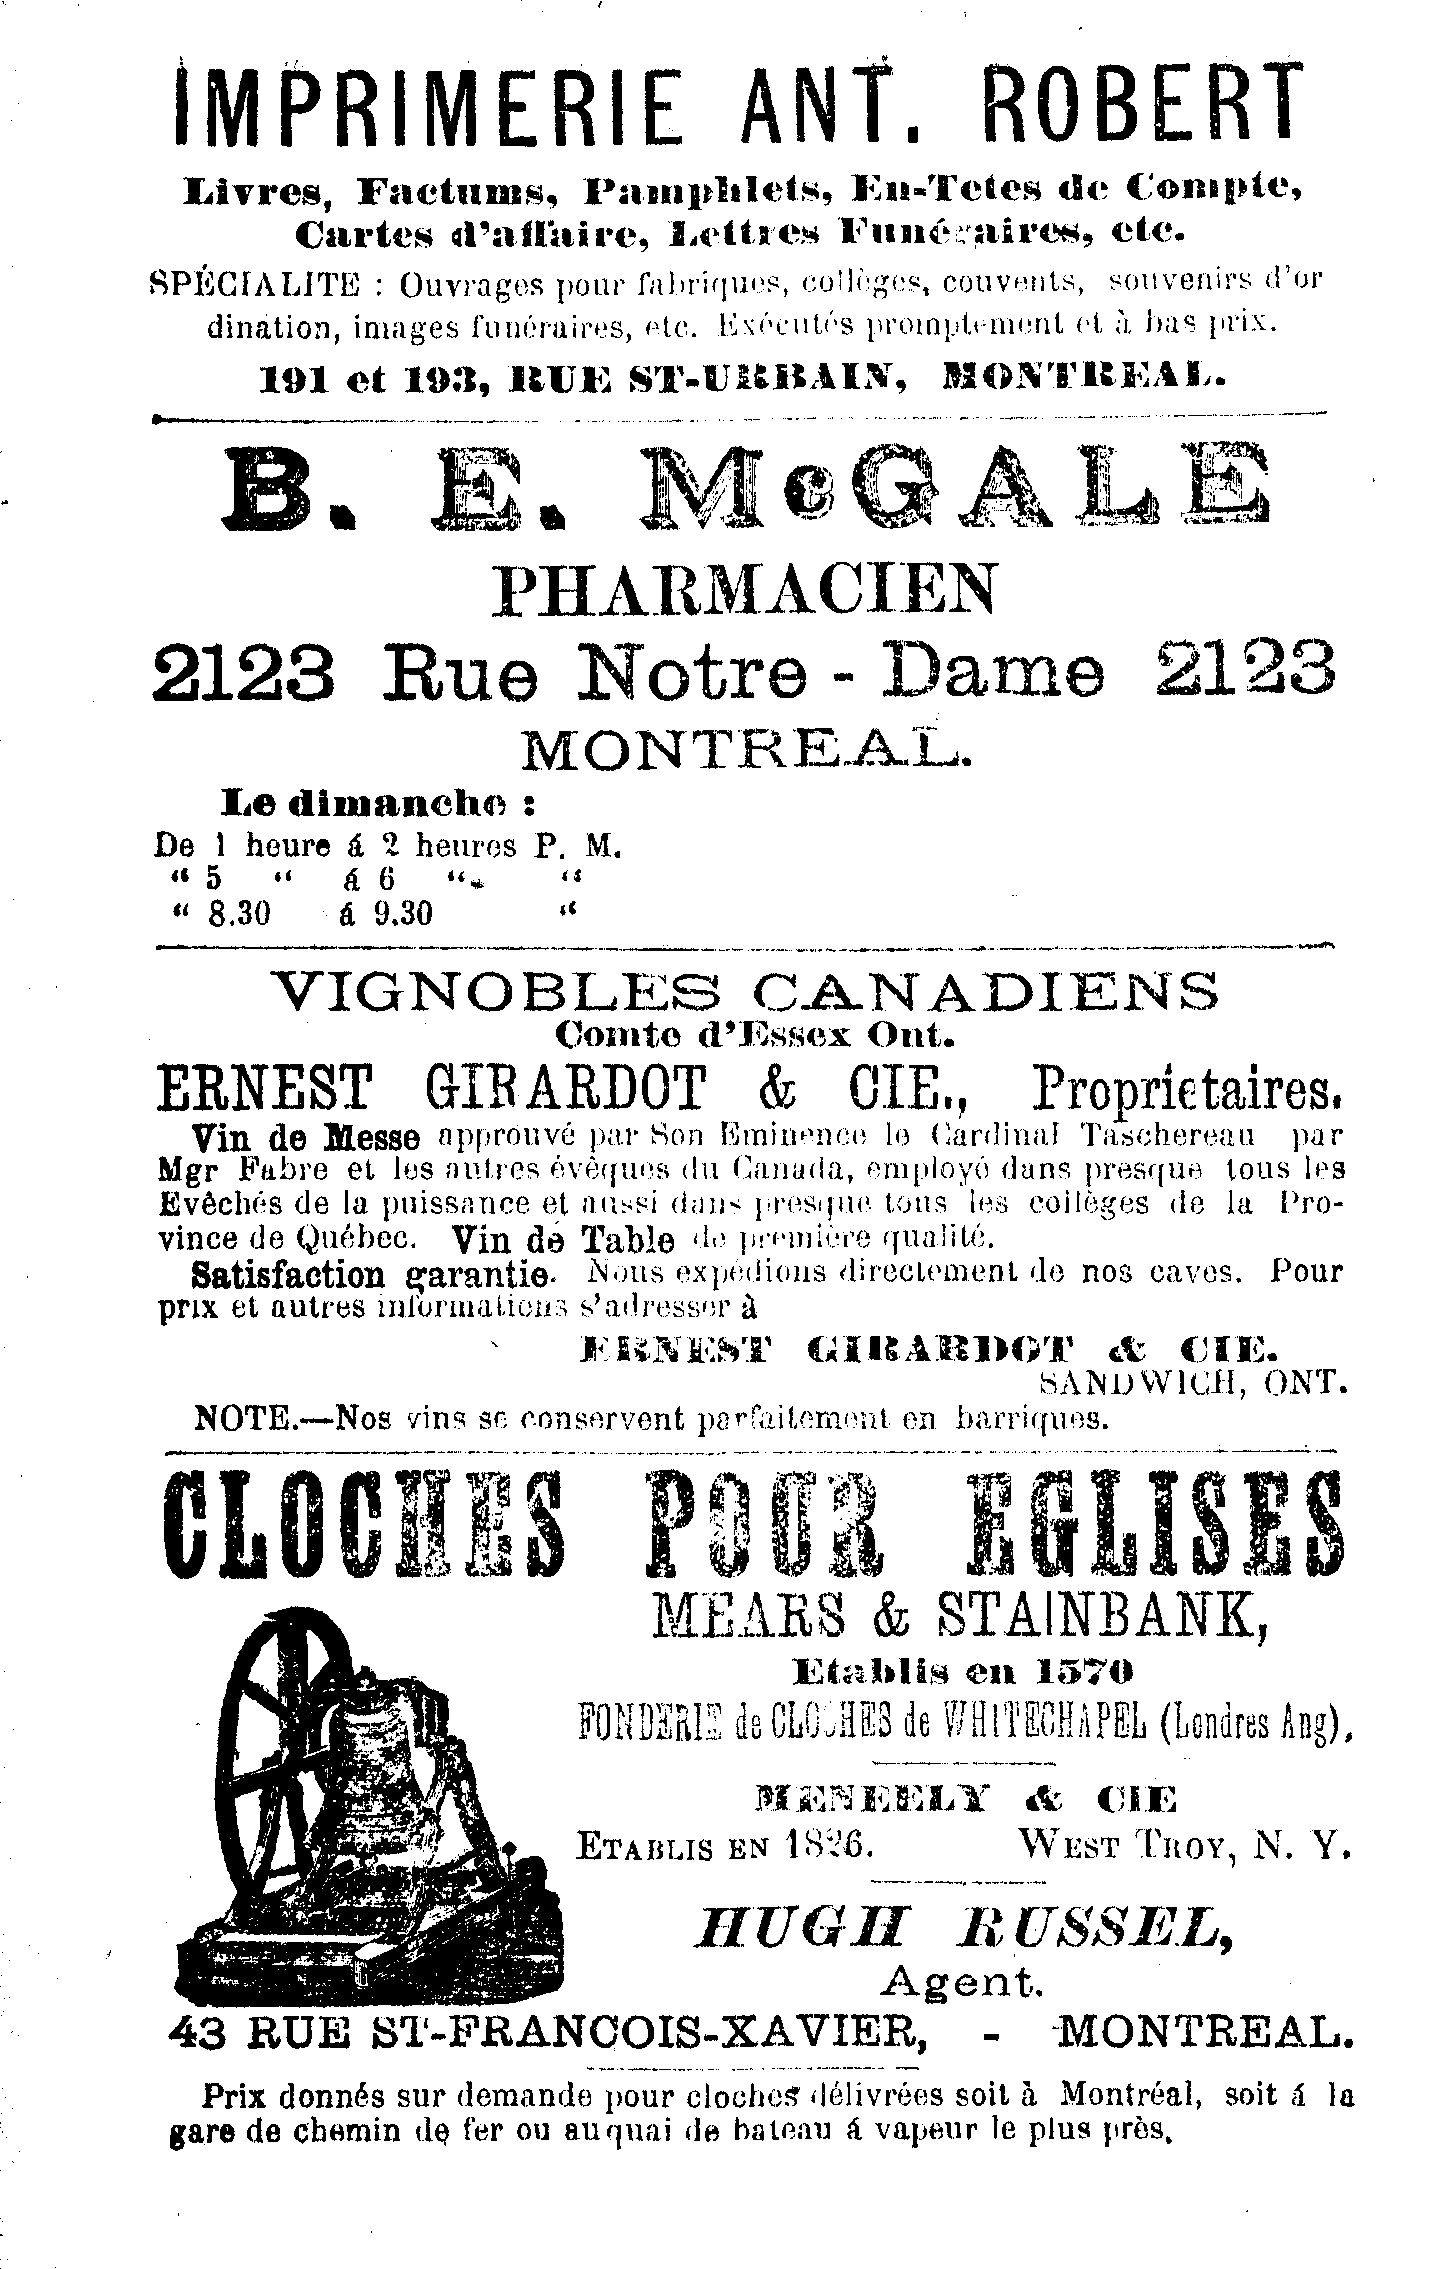 IMPRIMERIE ANT. ROBERT
Livres, Factums, Pamphlets, En-Tetes de Compte,
Cartes d'affaire, Lettres Funéraires, etc.
SPÉCIALITE : Ouvrages pour fabriques, collèges, couvents, souvenirs d'or
dination, images funéraires, etc. Exécutés promptement et à bas prix.
191 et 193, RUE ST-URBAIN, MONTREAL.
B. E. McGALE
PHARMACIEN
2123 Rue Notre - Dame 2123
MONTREAL.
Le dimanche :
De 1 heure á 2 heures P. M.
“ 5 “ á 6 “ “
“ 8.30 á 9.30 “
VIGNOBLES CANADIENS
Comte d'Essex Ont.
ERNEST GIRARDOT & CIE., Proprietaires.
Vin de Messe approuvé par Son Eminence le Cardinal Taschereau par
Mgr Fabre et les autres évêques du Canada, employé dans presque tous les
Evêchés de la puissance et aussi dans presque tous les collèges de la Pro-
vince de Québec. Vin de Table de première qualité.
Satisfaction garantie. Nous expédions directement de nos caves. Pour
prix et autres informations s'adresser à
ERNEST GIRARDOT & CIE.
SANDWICH, ONT.
NOTE.—Nos vins se conservent parfaitement en barriques.
CLOCHES POUR EGLISES
MEARS & STAINBANK,
Etablis en 1570
FONDERIE de CLOCHES de WHITECHAPEL (Londres Ang),
MENEELY & CIE
ETABLIS EN 1826. WEST TROY, N. Y.
HUGH RUSSEL,
Agent.
43 RUE ST-FRANCOIS-XAVIER, - MONTREAL.
Prix donnés sur demande pour cloches délivrées soit à Montréal, soit á la
gare de chemin de fer ou au quai de bateau á vapeur le plus près.